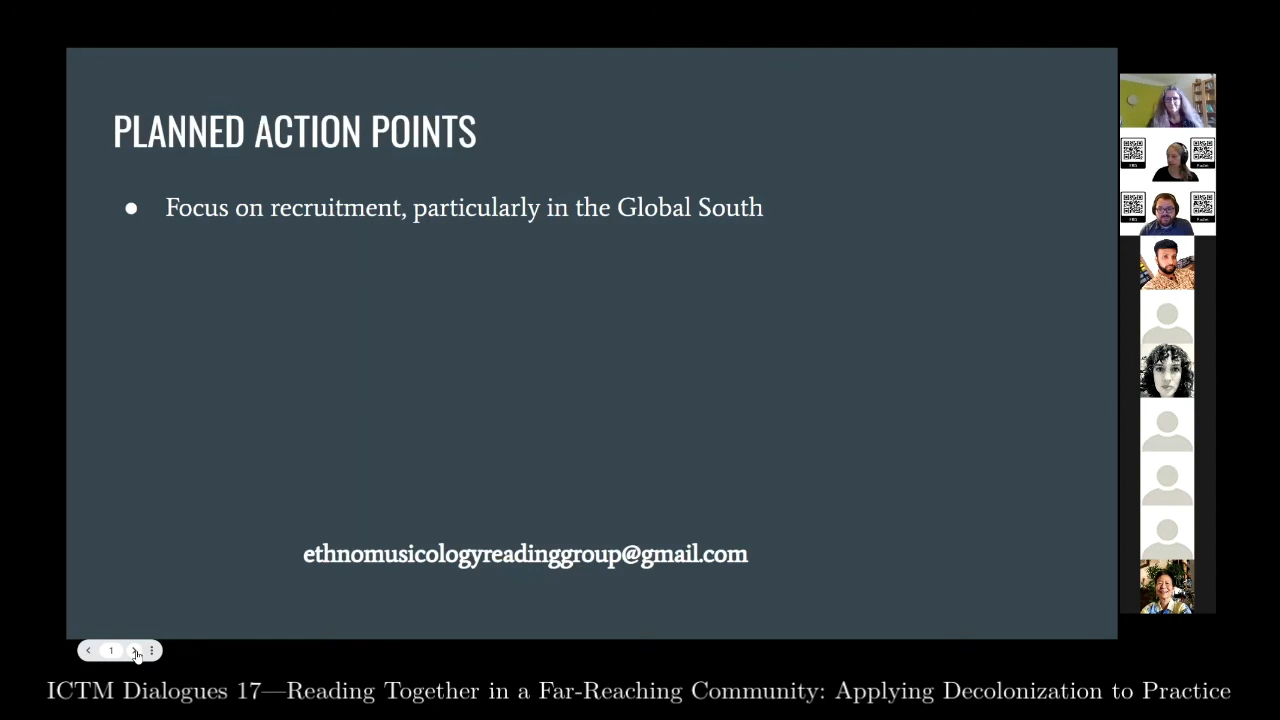 PLANNED ACTION POINTS
● Focus on recruitment, particularly in the Global South
ethnomusicologyreadinggroup@gmail.com
1
ICTM Dialogues 17—Reading Together in a Far-Reaching Community: Applying Decolonization to Practice